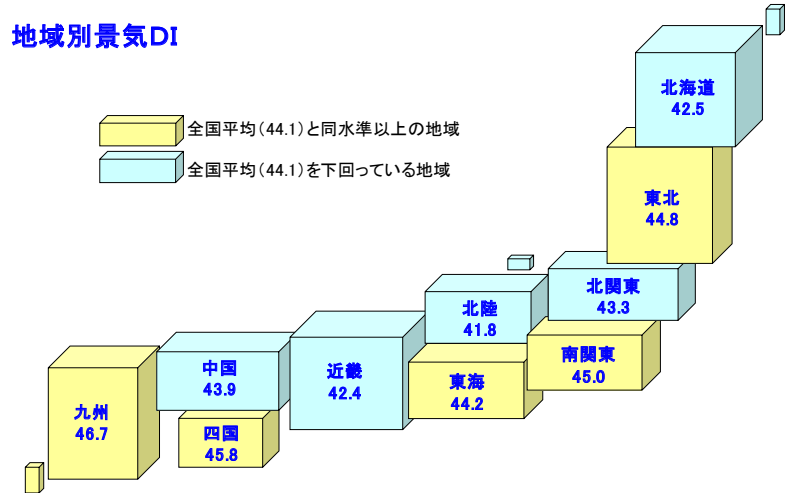 地域別景気DI
全国平均（44.1）と同水準以上の地域
全国平均（44.1）を下回っている地域
北海道
42.5
東北
44.8
北関東
43.3
北陸
41.8
南関東
45.0
中国
43.9
近畿
42.4
東海
44.2
九州
46.7
四国
45.8